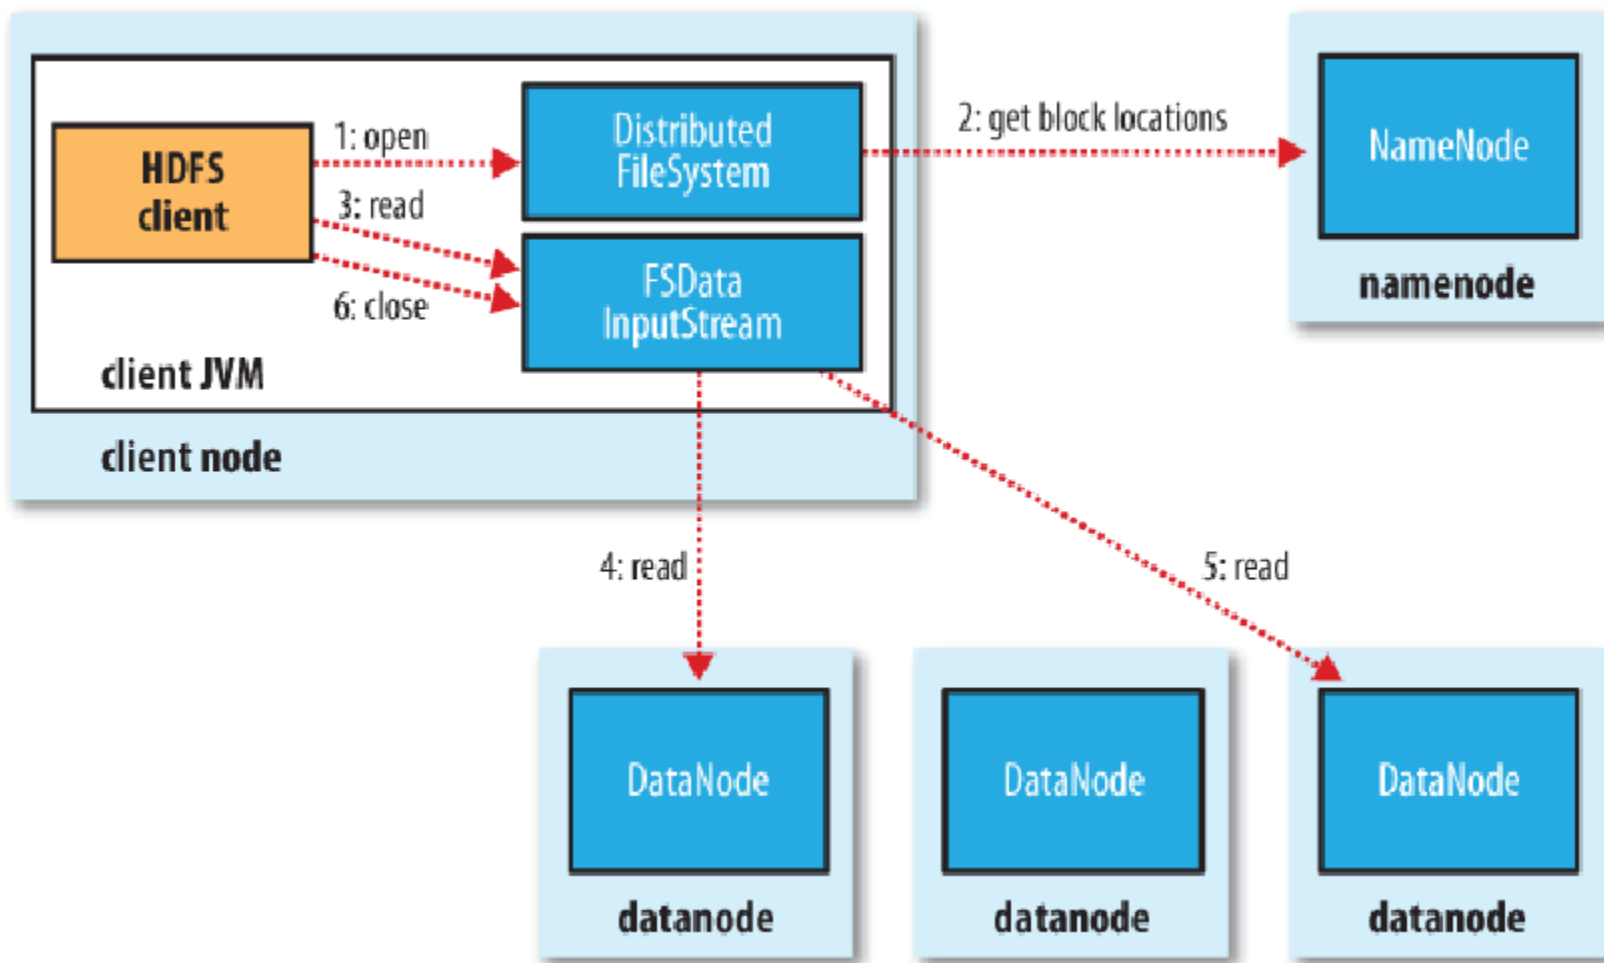 1: open
HDFS
client
3: read
6: close
Distributed
FileSystem
FSData
InputStream
client JVM
client node
2: get block locations
NameNode
namenode
4: read
5: read
DataNode
datanode
DataNode
datanode
DataNode
datanode